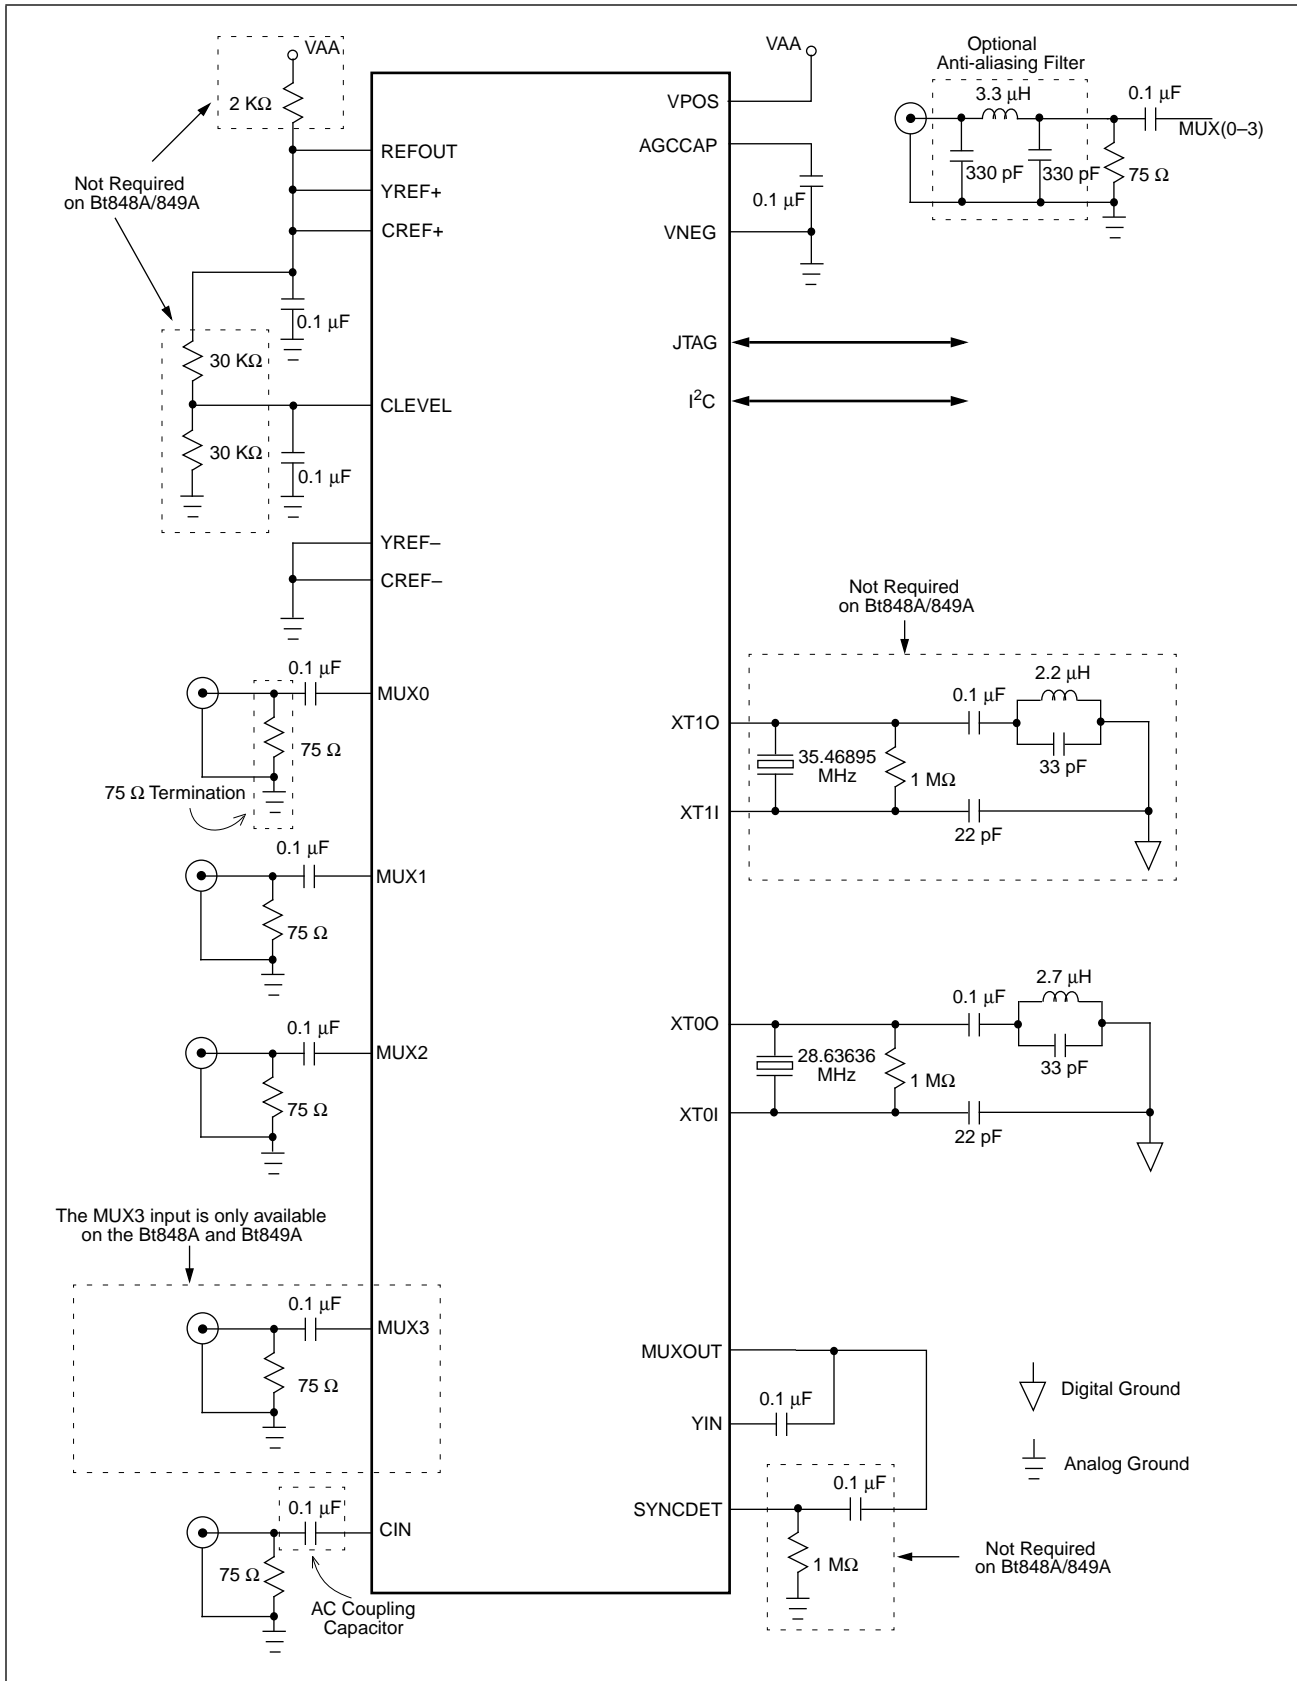 VAA
2 KΩ
Not Required
on Bt848A/849A
REFOUT
YREF+
CREF+
0.1 µF
30 KΩ
CLEVEL
30 KΩ
0.1 µF
YREF–
CREF–
0.1 µF
MUX0
75 Ω
75 Ω Termination
0.1 µF
MUX1
75 Ω
0.1 µF
MUX2
75 Ω
The MUX3 input is only available
on the Bt848A and Bt849A
0.1 µF
MUX3
75 Ω
0.1 µF
CIN
75 Ω
AC Coupling
Capacitor
VAA
VPOS
AGCCAP
0.1 µF
VNEG
Optional
Anti-aliasing Filter
3.3 µH
0.1 µF
MUX(0–3)
330 pF
330 pF
75 Ω
JTAG
I²C
Not Required
on Bt848A/849A
2.2 µH
0.1 µF
XT1O
35.46895
MHz
1 MΩ
33 pF
XT1I
22 pF
2.7 µH
0.1 µF
XT0O
28.63636
MHz
1 MΩ
33 pF
XT0I
22 pF
MUXOUT
0.1 µF
YIN
0.1 µF
SYNCDET
1 MΩ
Not Required
on Bt848A/849A
Digital Ground
Analog Ground